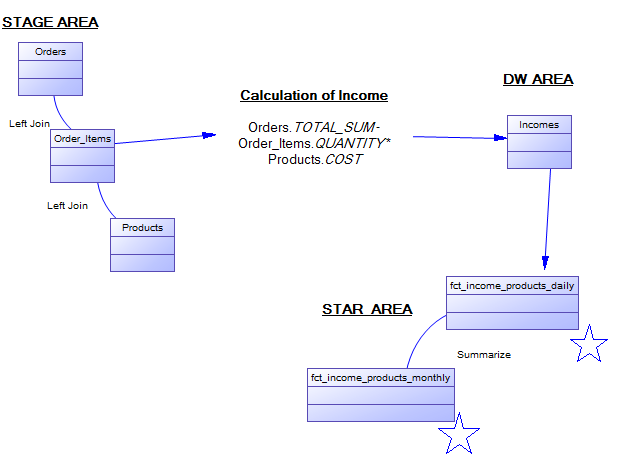 STAGE AREA
Orders
Left Join
Order_Items
Left Join
Products
Calculation of Income
Orders.TOTAL_SUM-
Order_Items.QUANTITY*
Products.COST
DW AREA
Incomes
fct_income_products_daily
STAR AREA
Summarize
fct_income_products_monthly